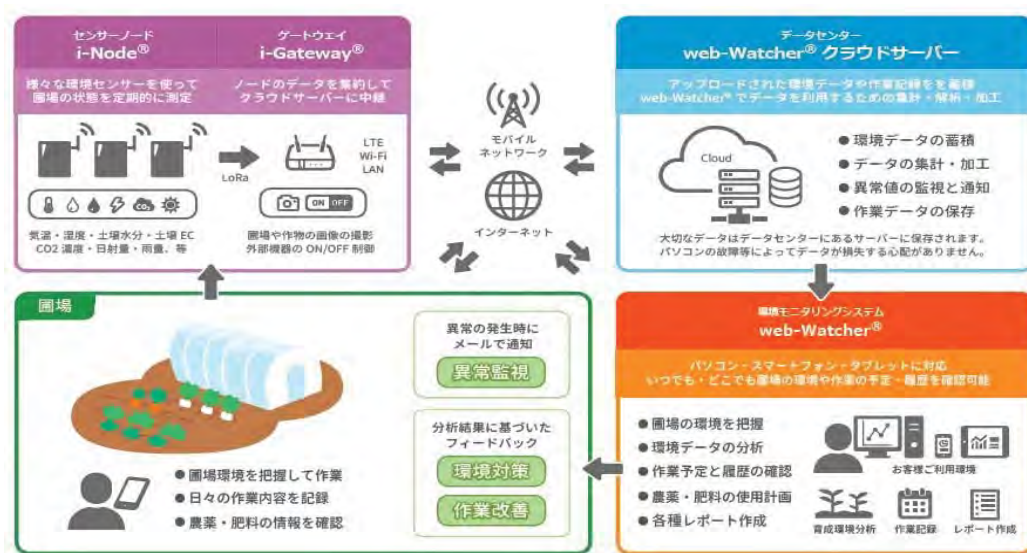 センサーノード
i-Node®
様々な環境センサーを使って
圃場の状態を定期的に測定
LoRa
気温・湿度・土壌水分・土壌EC
CO2 濃度・日射量・雨量、等
ゲートウェイ
i-Gateway®
ノードのデータを集約して
クラウドサーバーに中継
LTE
Wi-Fi
LAN
ON OFF
圃場や作物の画像の撮影
外部機器の ON/OFF 制御
モバイル
ネットワーク
インターネット
データセンター
web-Watcher® クラウドサーバー
アップロードされた環境データや作業記録をを蓄積
web-Watcher® でデータを利用するための集計・解析・加工
Cloud
● 環境データの蓄積
● データの集計・加工
● 異常値の監視と通知
● 作業データの保存
大切なデータはデータセンターにあるサーバーに保存されます。
パソコンの故障等によってデータが損失する心配がありません。
圃場
● 圃場環境を把握して作業
● 日々の作業内容を記録
● 農薬・肥料の情報を確認
異常の発生時に
メールで通知
異常監視
分析結果に基づいた
フィードバック
環境対策
作業改善
環境モニタリングシステム
web-Watcher®
パソコン・スマートフォン・タブレットに対応
いつでも・どこでも圃場の環境や作業の予定・履歴を確認可能
● 圃場の環境を把握
● 環境データの分析
● 作業予定と履歴の確認
● 農薬・肥料の使用計画
● 各種レポート作成
お客様ご利用環境
育成環境分析
作業記録
レポート作成